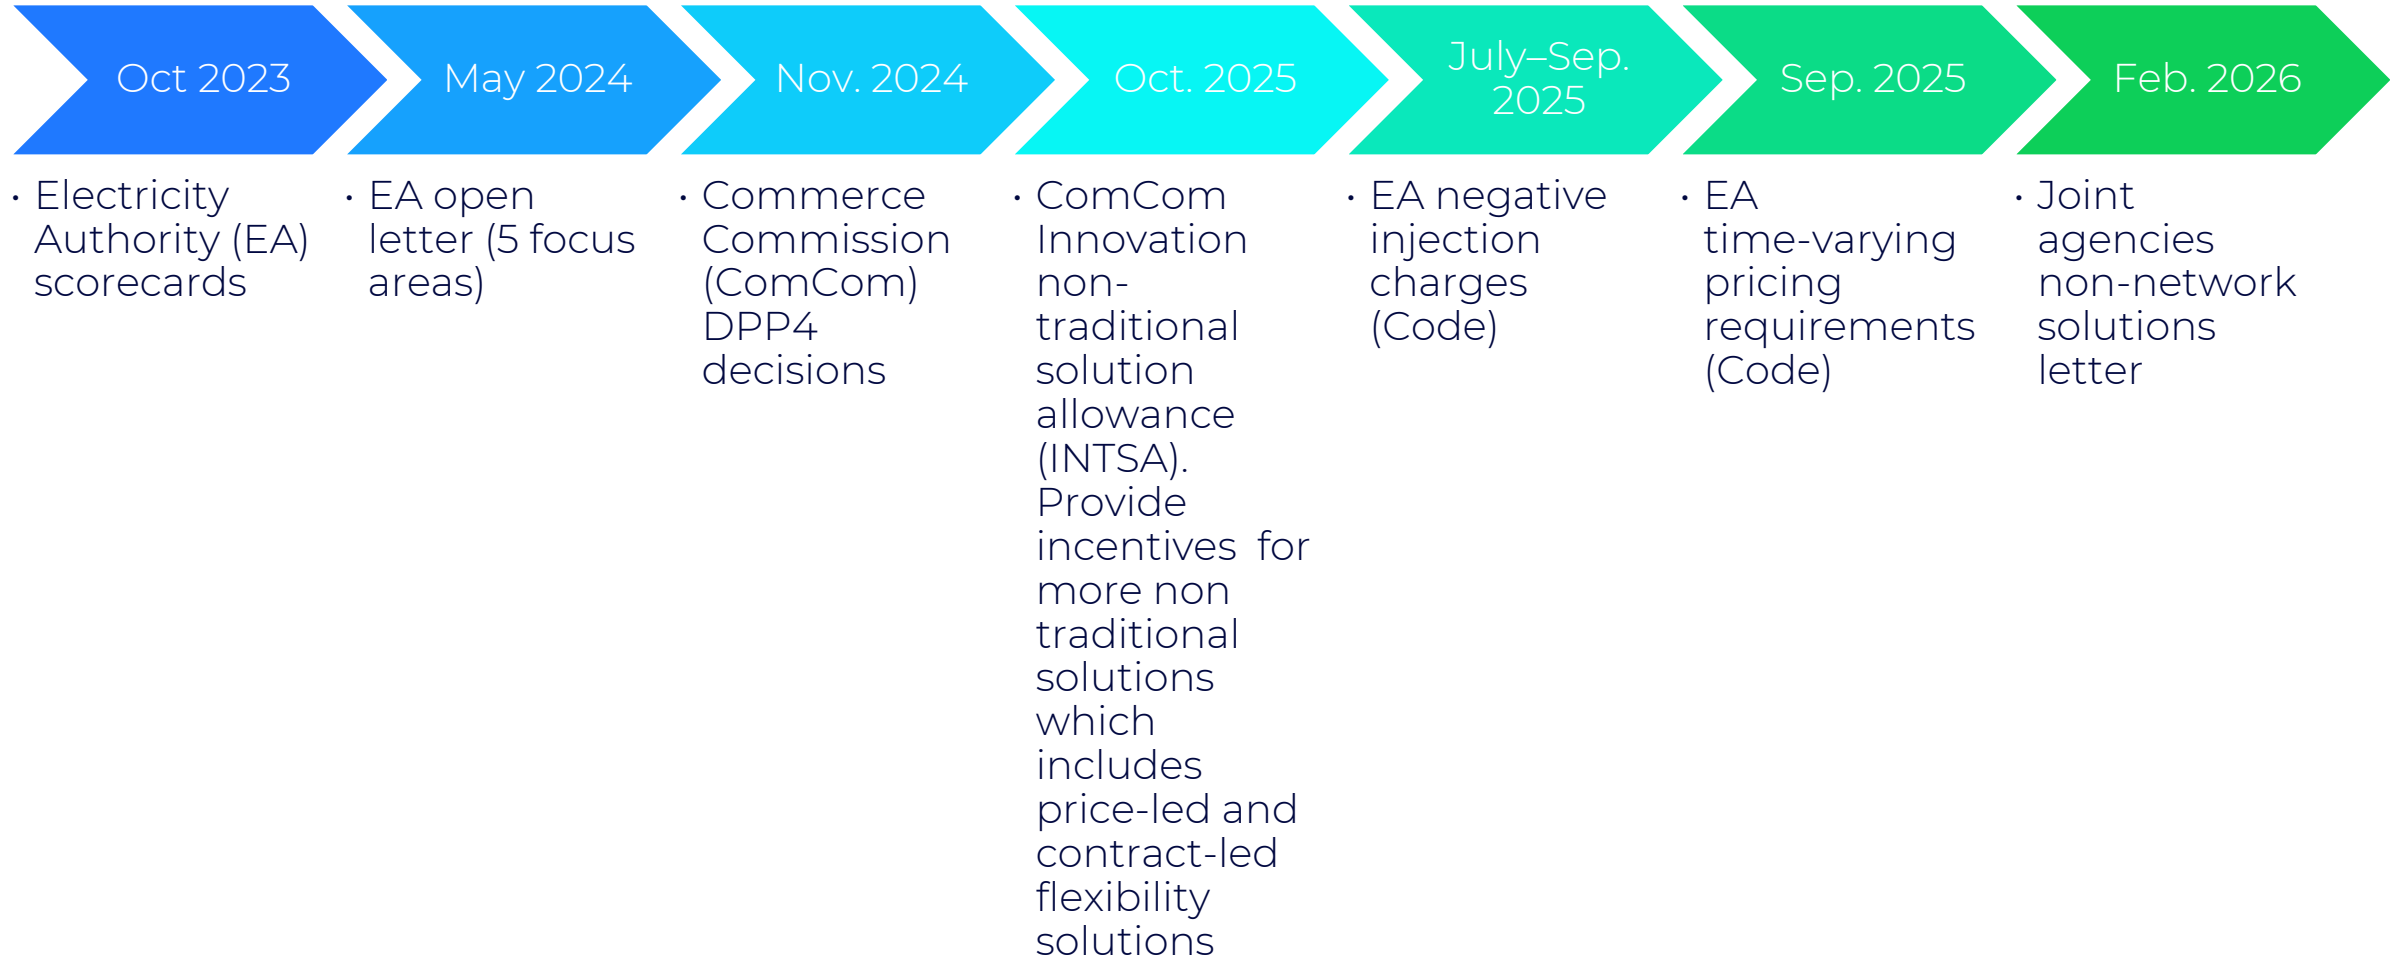 Oct 2023
• Electricity
Authority (EA)
scorecards
May 2024
• EA open
letter (5 focus
areas)
Nov. 2024
• Commerce
Commission
(ComCom)
DPP4
decisions
Oct. 2025
• ComCom
Innovation
non-
traditional
solution
allowance
(INTSA).
Provide
incentives  for
more non
traditional
solutions
which
includes
price-led and
contract-led
flexibility
solutions
July–Sep.
2025
• EA negative
injection
charges
(Code)
Sep. 2025
• EA
time-varying
pricing
requirements
(Code)
Feb. 2026
• Joint
agencies
non-network
solutions
letter